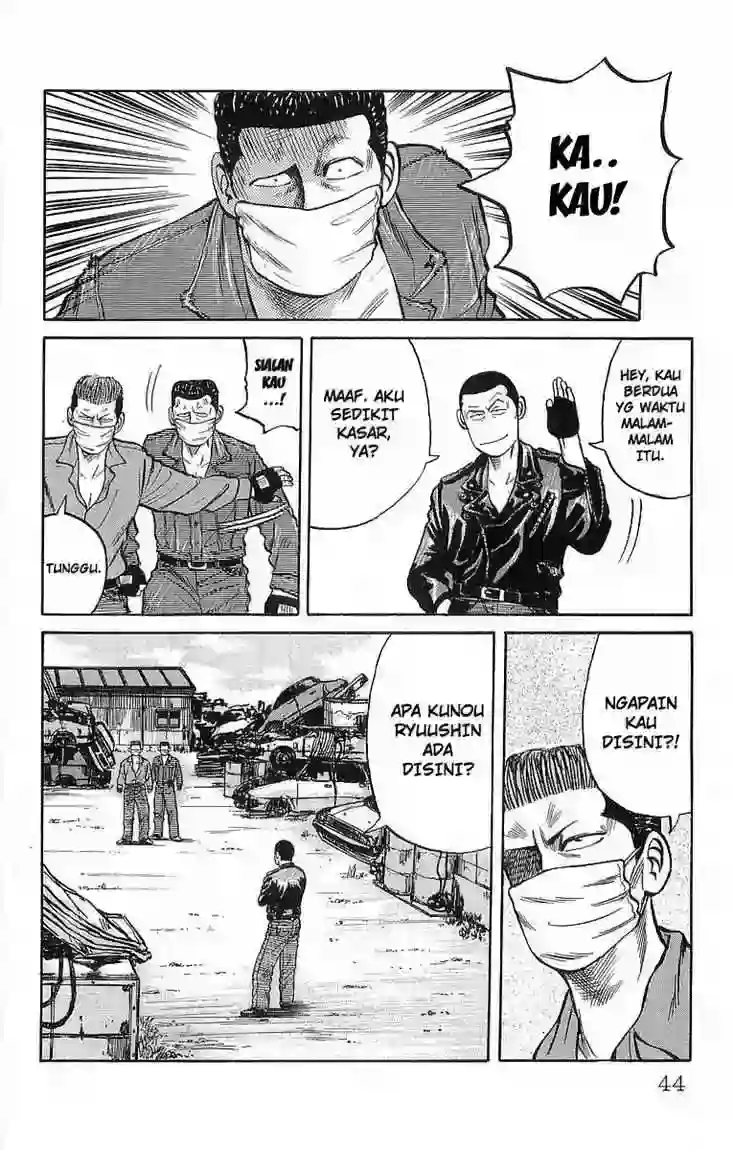 KA..
KAU!
HEY, KAU
BERDUA
YG WAKTU
MALAM-
MALAM
ITU.
MAAF. AKU
SEDIKIT
KASAR,
YA?
SIALAN
KAU
...!
TUNGGU.
NGAPAIN
KAU
DISINI?!
APA KUNOU
RYUUSHIN
ADA
DISINI?
44